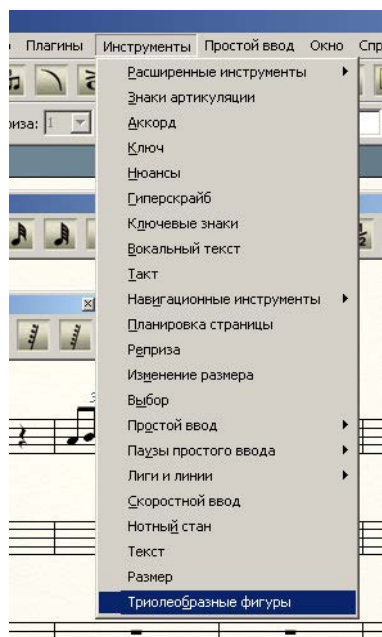 Плагины Инструменты Простой ввод Окно
Расширенные инструменты
Знаки артикуляции
Аккорд
Ключ
Нюансы
Гиперскрайб
Ключевые знаки
Вокальный текст
Такт
Навигационные инструменты
Планировка страницы
Реприза
Изменение размера
Выбор
Простой ввод
Паузы простого ввода
Лиги и линии
Скоростной ввод
Нотный стан
Текст
Размер
Триолеобразные фигуры
1